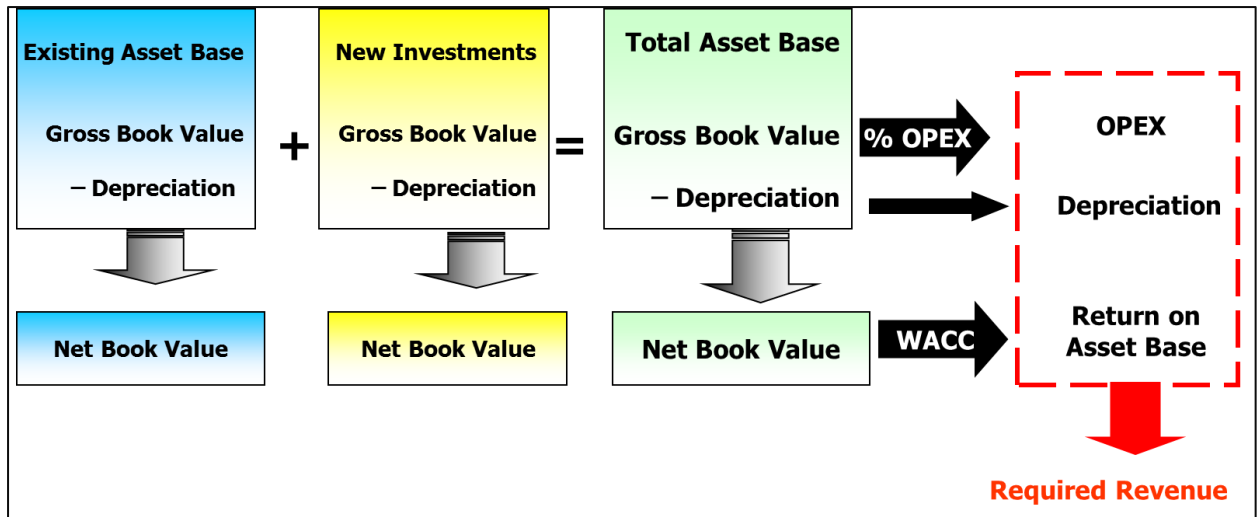 Existing Asset Base
Gross Book Value
– Depreciation
Net Book Value
+
New Investments
Gross Book Value
– Depreciation
Net Book Value
=
Total Asset Base
Gross Book Value
– Depreciation
Net Book Value
% OPEX
WACC
OPEX
Depreciation
Return on
Asset Base
Required Revenue